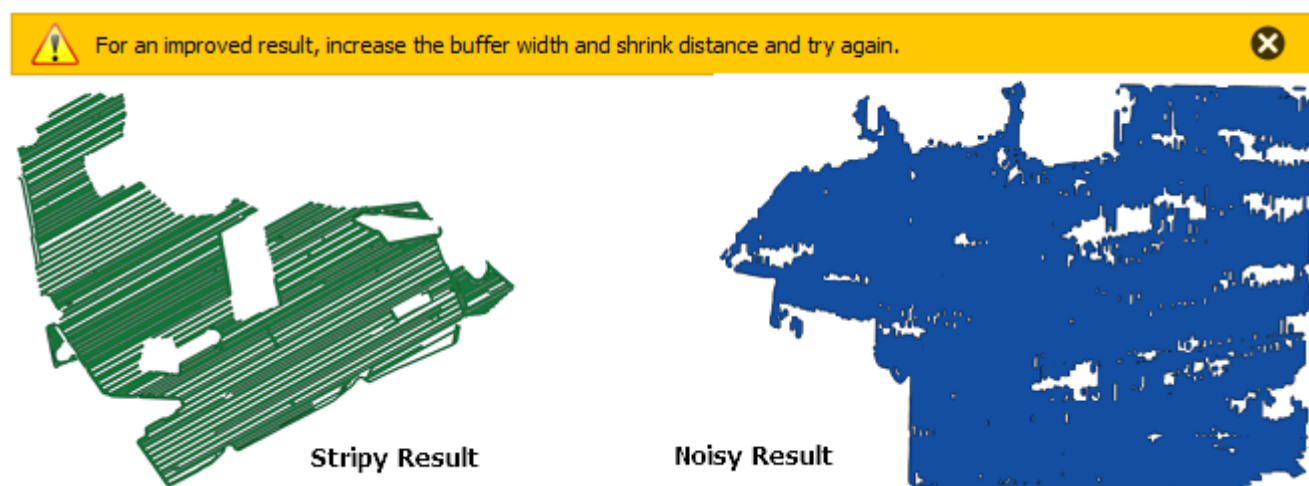 For an improved result, increase the buffer width and shrink distance and try again.
Stripy Result
Noisy Result